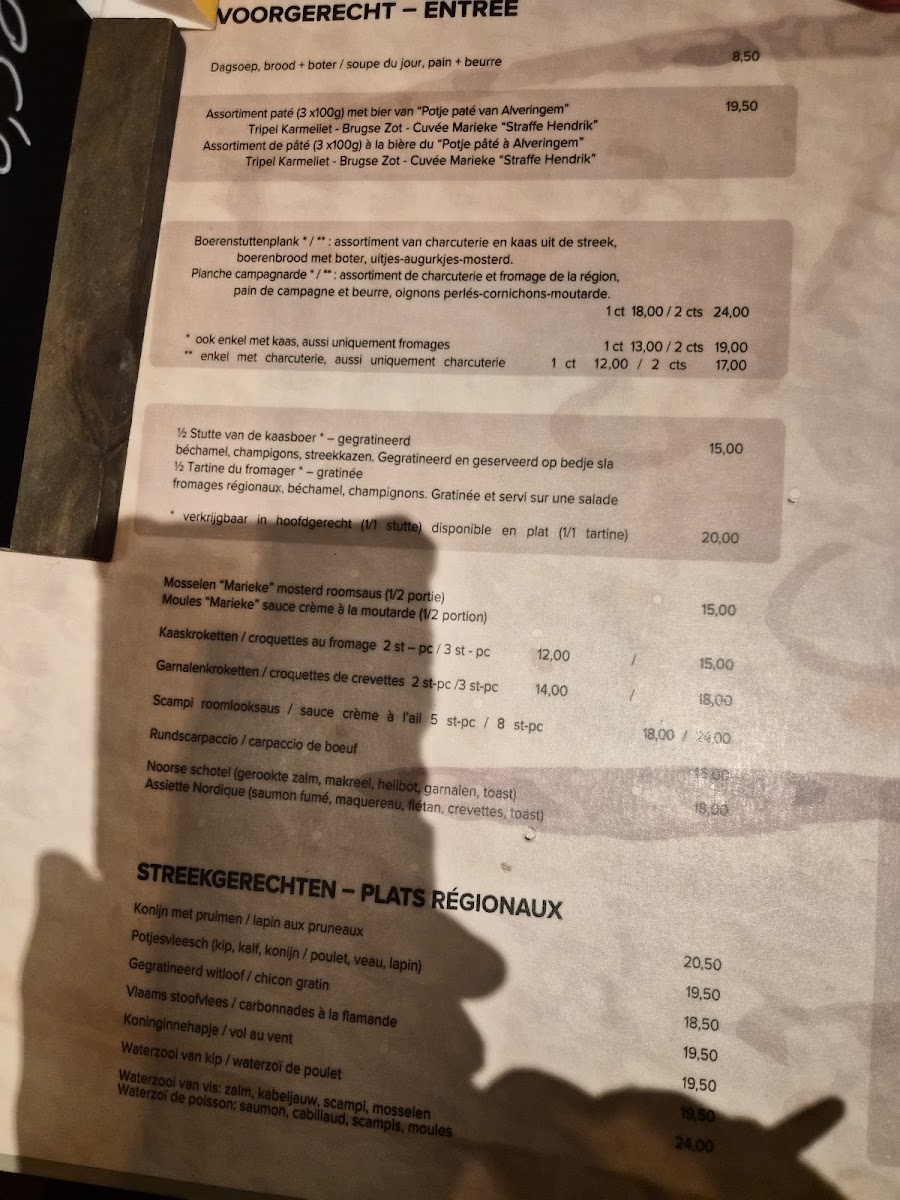 VOORGERECHT – ENTRÉE
Dagsoep, brood + boter / soupe du jour, pain + beurre 8,50
Assortiment paté (3 x100g) met bier van "Potje paté van Alveringem" 19,50
Tripel Karmeliet - Brugse Zot - Cuvée Marieke "Straffe Hendrik"
Assortiment de pâté (3 x100g) à la bière du "Potje pâté à Alveringem"
Tripel Karmeliet - Brugse Zot - Cuvée Marieke "Straffe Hendrik"
Boerenstuttenplank * / ** : assortiment van charcuterie en kaas uit de streek,
boerenbrood met boter, uitjes-augurkjes-mosterd.
Planche campagnarde * / ** : assortiment de charcuterie et fromage de la région,
pain de campagne et beurre, oignons perlés-cornichons-moutarde.
1 ct 18,00 / 2 cts 24,00
* ook enkel met kaas, aussi uniquement fromages 1 ct 13,00 / 2 cts 19,00
** enkel met charcuterie, aussi uniquement charcuterie 1 ct 12,00 / 2 cts 17,00
½ Stutte van de kaasboer * – gegratineerd 15,00
béchamel, champigons, streekkazen. Gegratineerd en geserveerd op bedje sla
½ Tartine du fromager * – gratinée
fromages régionaux, béchamel, champignons. Gratinée et servi sur une salade
* verkrijgbaar in hoofdgerecht (1/1 stutte) disponible en plat (1/1 tartine) 20,00
Mosselen "Marieke" mosterd roomsaus (1/2 portie)
Moules "Marieke" sauce crème à la moutarde (1/2 portion) 15,00
Kaaskroketten / croquettes au fromage 2 st – pc / 3 st - pc 12,00 / 15,00
Garnalenkroketten / croquettes de crevettes 2 st-pc /3 st-pc 14,00 / 18,00
Scampi roomlooksaus / sauce crème à l'ail 5 st-pc / 8 st-pc 18,00 / 24,00
Rundscarpaccio / carpaccio de boeuf
Noorse schotel (gerookte zalm, makreel, heilbot, garnalen, toast)
Assiette Nordique (saumon fumé, maquereau, flétan, crevettes, toast) 18,00
STREEKGERECHTEN – PLATS RÉGIONAUX
Konijn met pruimen / lapin aux pruneaux 20,50
Potjesvleesch (kip, kalf, konijn / poulet, veau, lapin) 19,50
Gegratineerd witloof / chicon gratin 18,50
Vlaams stoofvlees / carbonnades à la flamande 19,50
Koninginnehapje / vol au vent 19,50
Waterzooi van kip / waterzoï de poulet 19,50
Waterzooi van vis: zalm, kabeljauw, scampi, mosselen
Waterzoï de poisson: saumon, cabillaud, scampis, moules 24,00